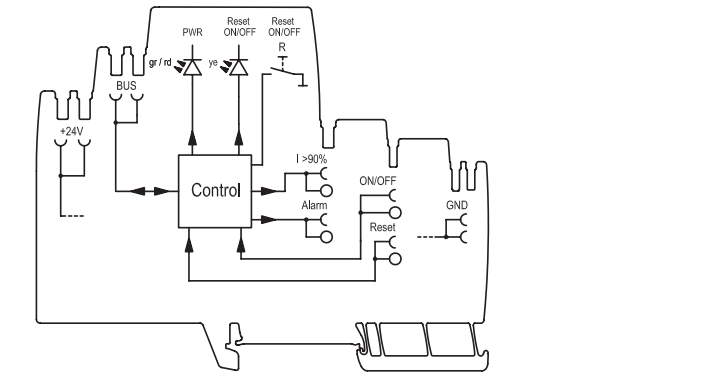 PWR
Reset
ON/OFF
Reset
ON/OFF
R
gr / rd
ye
BUS
+24V
I >90%
Control
ON/OFF
Alarm
GND
Reset